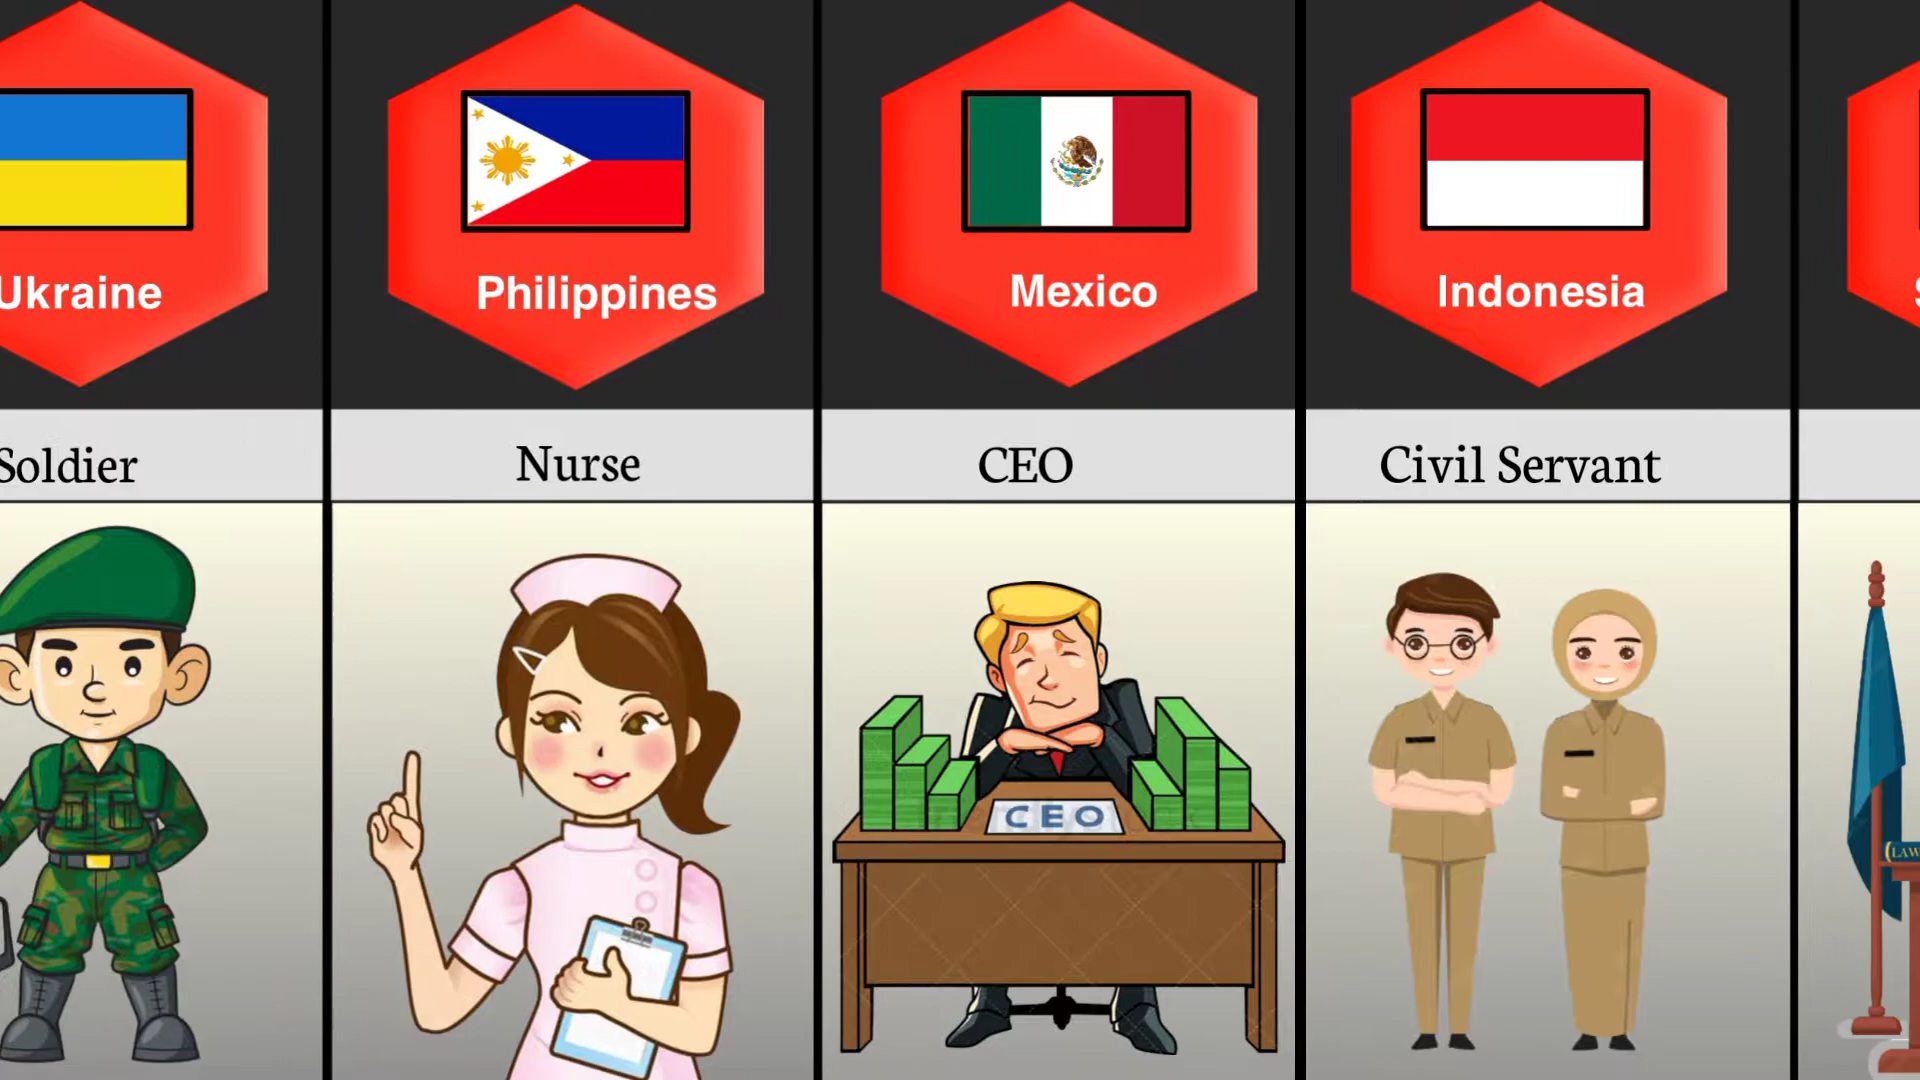 Ukraine
Philippines
Mexico
Indonesia
Soldier
Nurse
CEO
Civil Servant
CEO